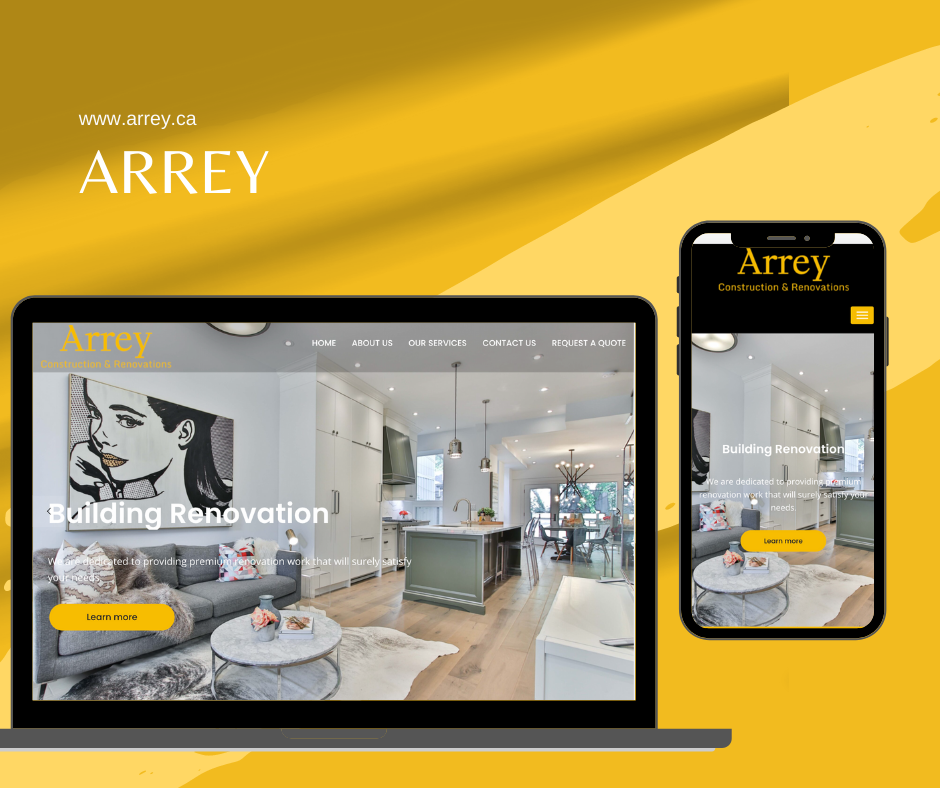 www.arrey.ca
ARREY
Arrey
Construction & Renovations
HOME ABOUT US OUR SERVICES CONTACT US REQUEST A QUOTE
Building Renovation
We are dedicated to providing premium renovation work that will surely satisfy
your needs.
Learn more
Arrey
Construction & Renovations
Building Renovation
We are dedicated to providing premium
renovation work that will surely satisfy your
needs.
Learn more